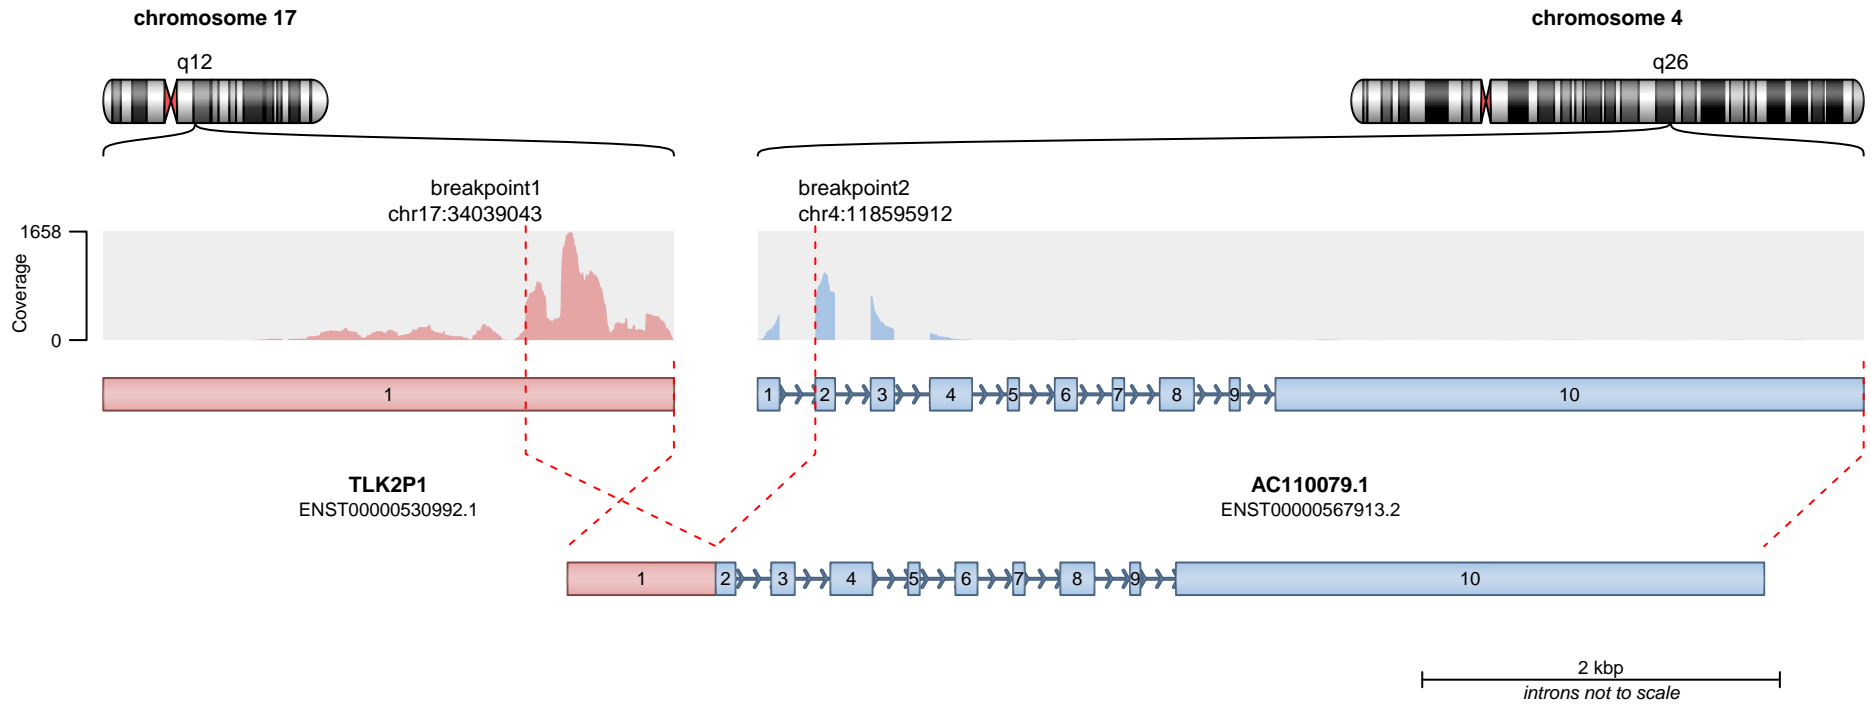 chromosome 17
chromosome 4
q12
q26
breakpoint1
chr17:34039043
breakpoint2
chr4:118595912
1658
Coverage
0
1
1 2 3 4 5 6 7 8 9 10
TLK2P1
ENST00000530992.1
AC110079.1
ENST00000567913.2
1 2 3 4 5 6 7 8 9 10
2 kbp
introns not to scale